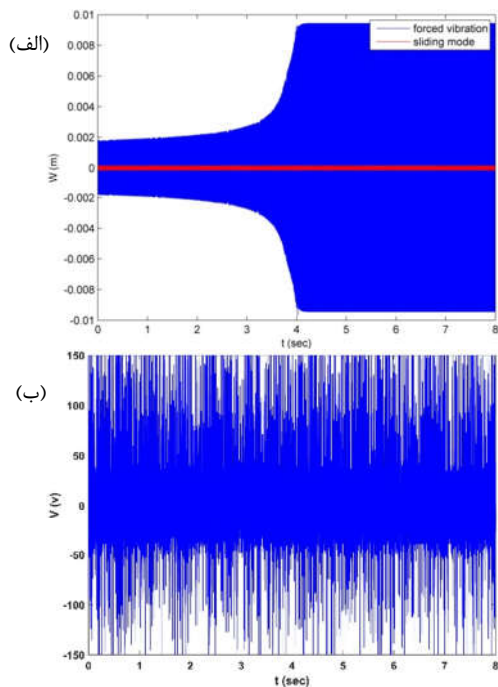 (الف)
0.01
0.008
0.006
0.004
0.002
0
-0.002
-0.004
-0.006
-0.008
-0.01
W (m)
forced vibration
sliding mode
0 1 2 3 4 5 6 7 8
t (sec)
(ب)
150
100
50
0
-50
-100
-150
V (v)
0 1 2 3 4 5 6 7 8
t (sec)